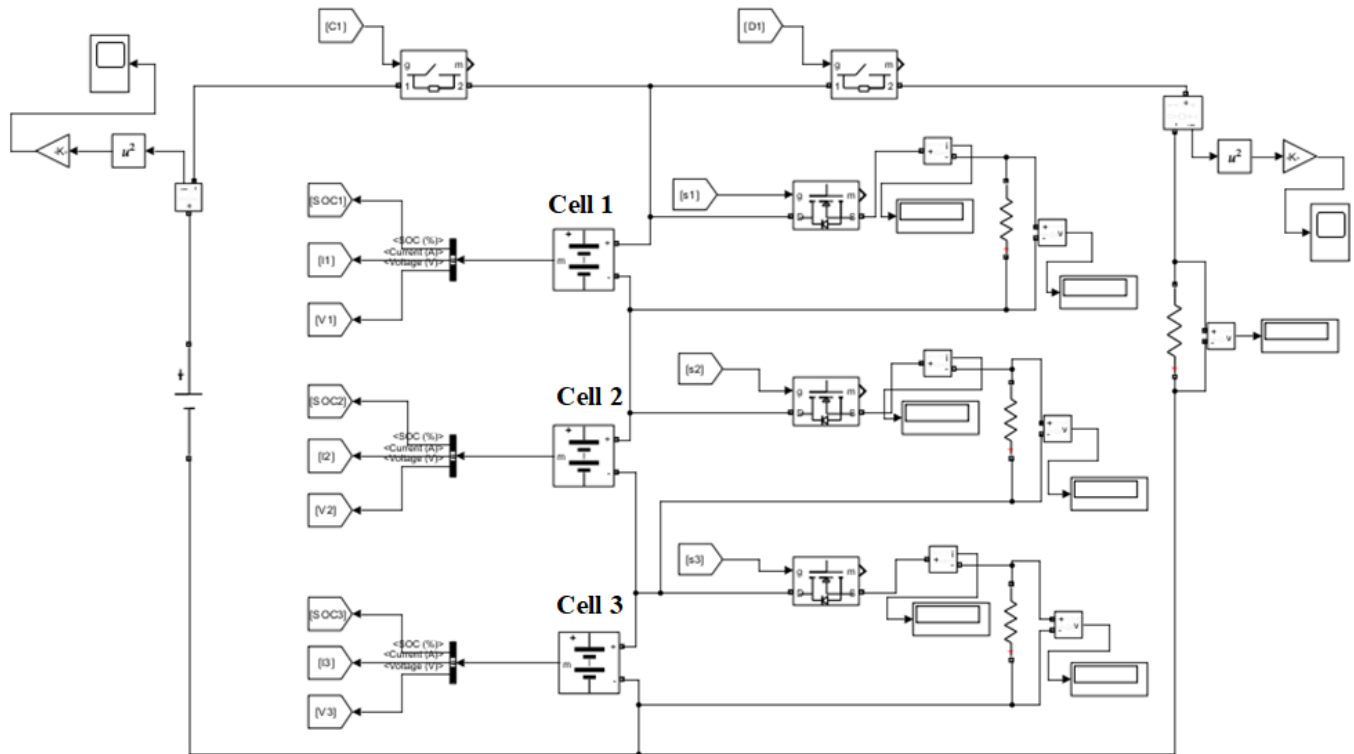 [C1]
[D1]
g
m
1
2
g
m
1
2
-K-
u²
u²
-K-
[s1]
[SOC1]
Cell 1
<SOC (%)>
<Current (A)>
<Voltage (V)>
[I1]
[V1]
m
g
m
D
i
v
[s2]
[SOC2]
Cell 2
<SOC (%)>
<Current (A)>
<Voltage (V)>
[I2]
[V2]
m
g
m
D
i
v
v
[s3]
[SOC3]
Cell 3
<SOC (%)>
<Current (A)>
<Voltage (V)>
[I3]
[V3]
m
g
m
D
i
v